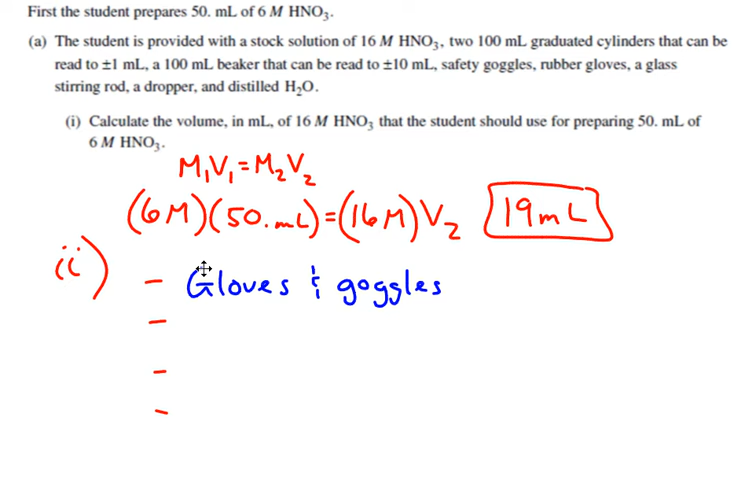 First the student prepares 50. mL of 6 M HNO₃.
(a) The student is provided with a stock solution of 16 M HNO₃, two 100 mL graduated cylinders that can be
read to ±1 mL, a 100 mL beaker that can be read to ±10 mL, safety goggles, rubber gloves, a glass
stirring rod, a dropper, and distilled H₂O.
(i) Calculate the volume, in mL, of 16 M HNO₃ that the student should use for preparing 50. mL of
6 M HNO₃.
M₁V₁ = M₂V₂
(6M)(50. mL) = (16M)V₂ 19mL
(ii)
- Gloves & goggles
-
-
-